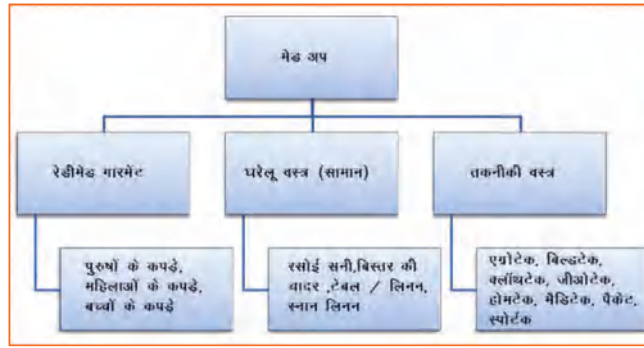 मेड अप
रेडीमेड गारमेंट
घरेलू वस्त्र (सामान)
तकनीकी वस्त्र
पुरुषों के कपड़े,
महिलाओं के कपड़े,
बच्चों के कपड़े
रसोई सनी,बिस्तर की
चादर ,टेबल / लिनन,
स्नान लिनन
एग्रोटेक, बिल्डटेक,
क्लॉथटेक, जीओटेक,
होमटेक, मैडिटेक, पैकेट,
स्पोर्टक